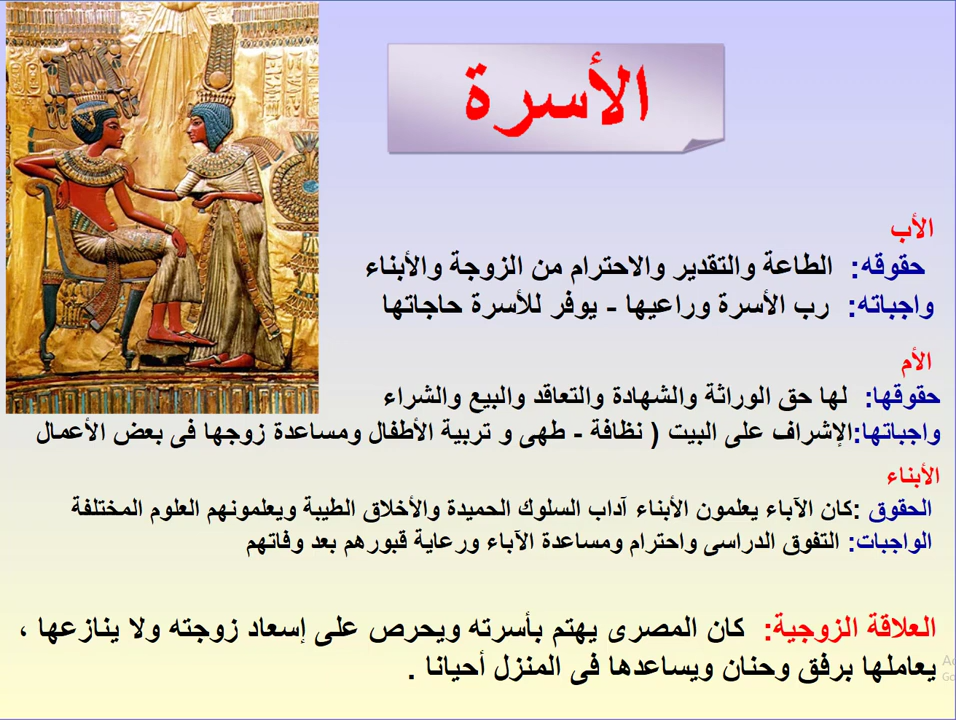 الأسرة
الأب
حقوقه: الطاعة والتقدير والاحترام من الزوجة والأبناء
واجباته: رب الأسرة وراعيها - يوفر للأسرة حاجاتها
الأم
حقوقها: لها حق الوراثة والشهادة والتعاقد والبيع والشراء
واجباتها:الإشراف على البيت ( نظافة - طهى و تربية الأطفال ومساعدة زوجها فى بعض الأعمال
الأبناء
الحقوق :كان الآباء يعلمون الأبناء آداب السلوك الحميدة والأخلاق الطيبة ويعلمونهم العلوم المختلفة
الواجبات: التفوق الدراسى واحترام ومساعدة الآباء ورعاية قبورهم بعد وفاتهم
العلاقة الزوجية: كان المصرى يهتم بأسرته ويحرص على إسعاد زوجته ولا ينازعها ،
يعاملها برفق وحنان ويساعدها فى المنزل أحيانا .